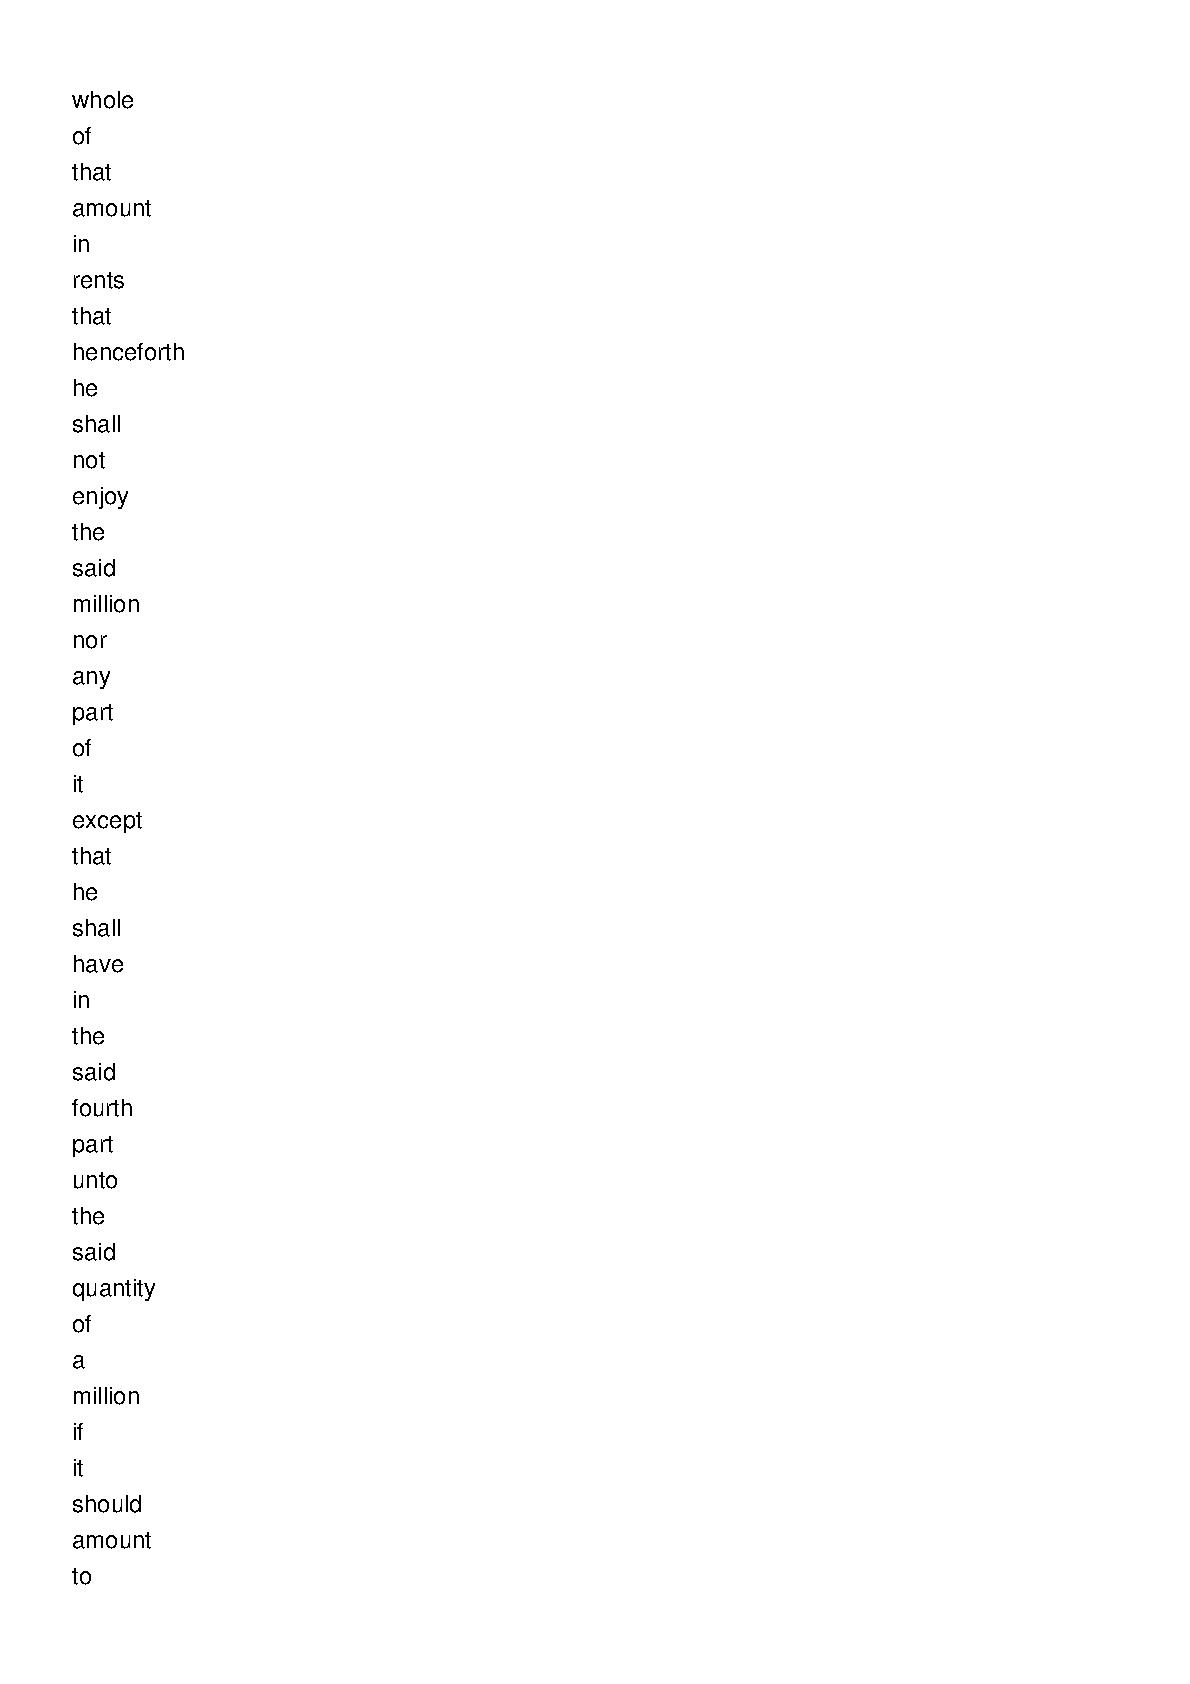 whole
of
that
amount
in
rents
that
henceforth
he
shall
not
enjoy
the
said
million
nor
any
part
of
it
except
that
he
shall
have
in
the
said
fourth
part
unto
the
said
quantity
of
a
million
if
it
should
amount
to